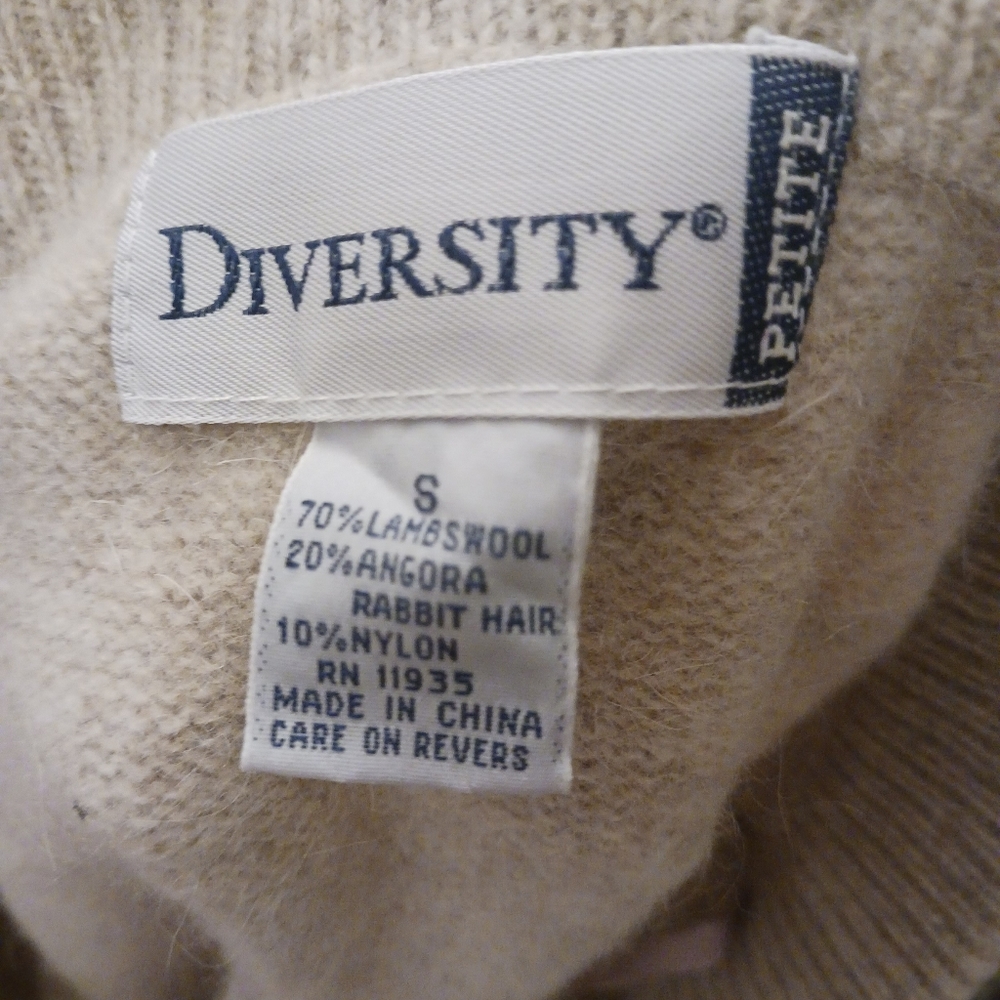 DIVERSITY®
PETITE
S
70%LAMBSWOOL
20%ANGORA
RABBIT HAIR
10%NYLON
RN 11935
MADE IN CHINA
CARE ON REVERS